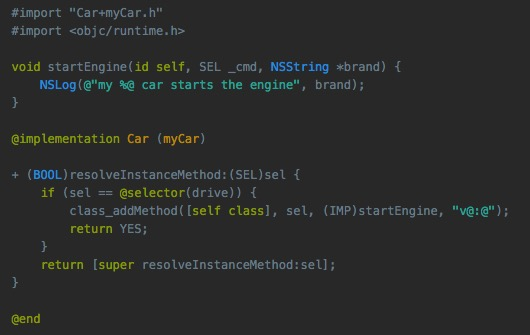 #import "Car+myCar.h"
#import <objc/runtime.h>
void startEngine(id self, SEL _cmd, NSString *brand) {
NSLog(@"my %@ car starts the engine", brand);
}
@implementation Car (myCar)
+ (BOOL)resolveInstanceMethod:(SEL)sel {
if (sel == @selector(drive)) {
class_addMethod([self class], sel, (IMP)startEngine, "v@:@");
return YES;
}
return [super resolveInstanceMethod:sel];
}
@end